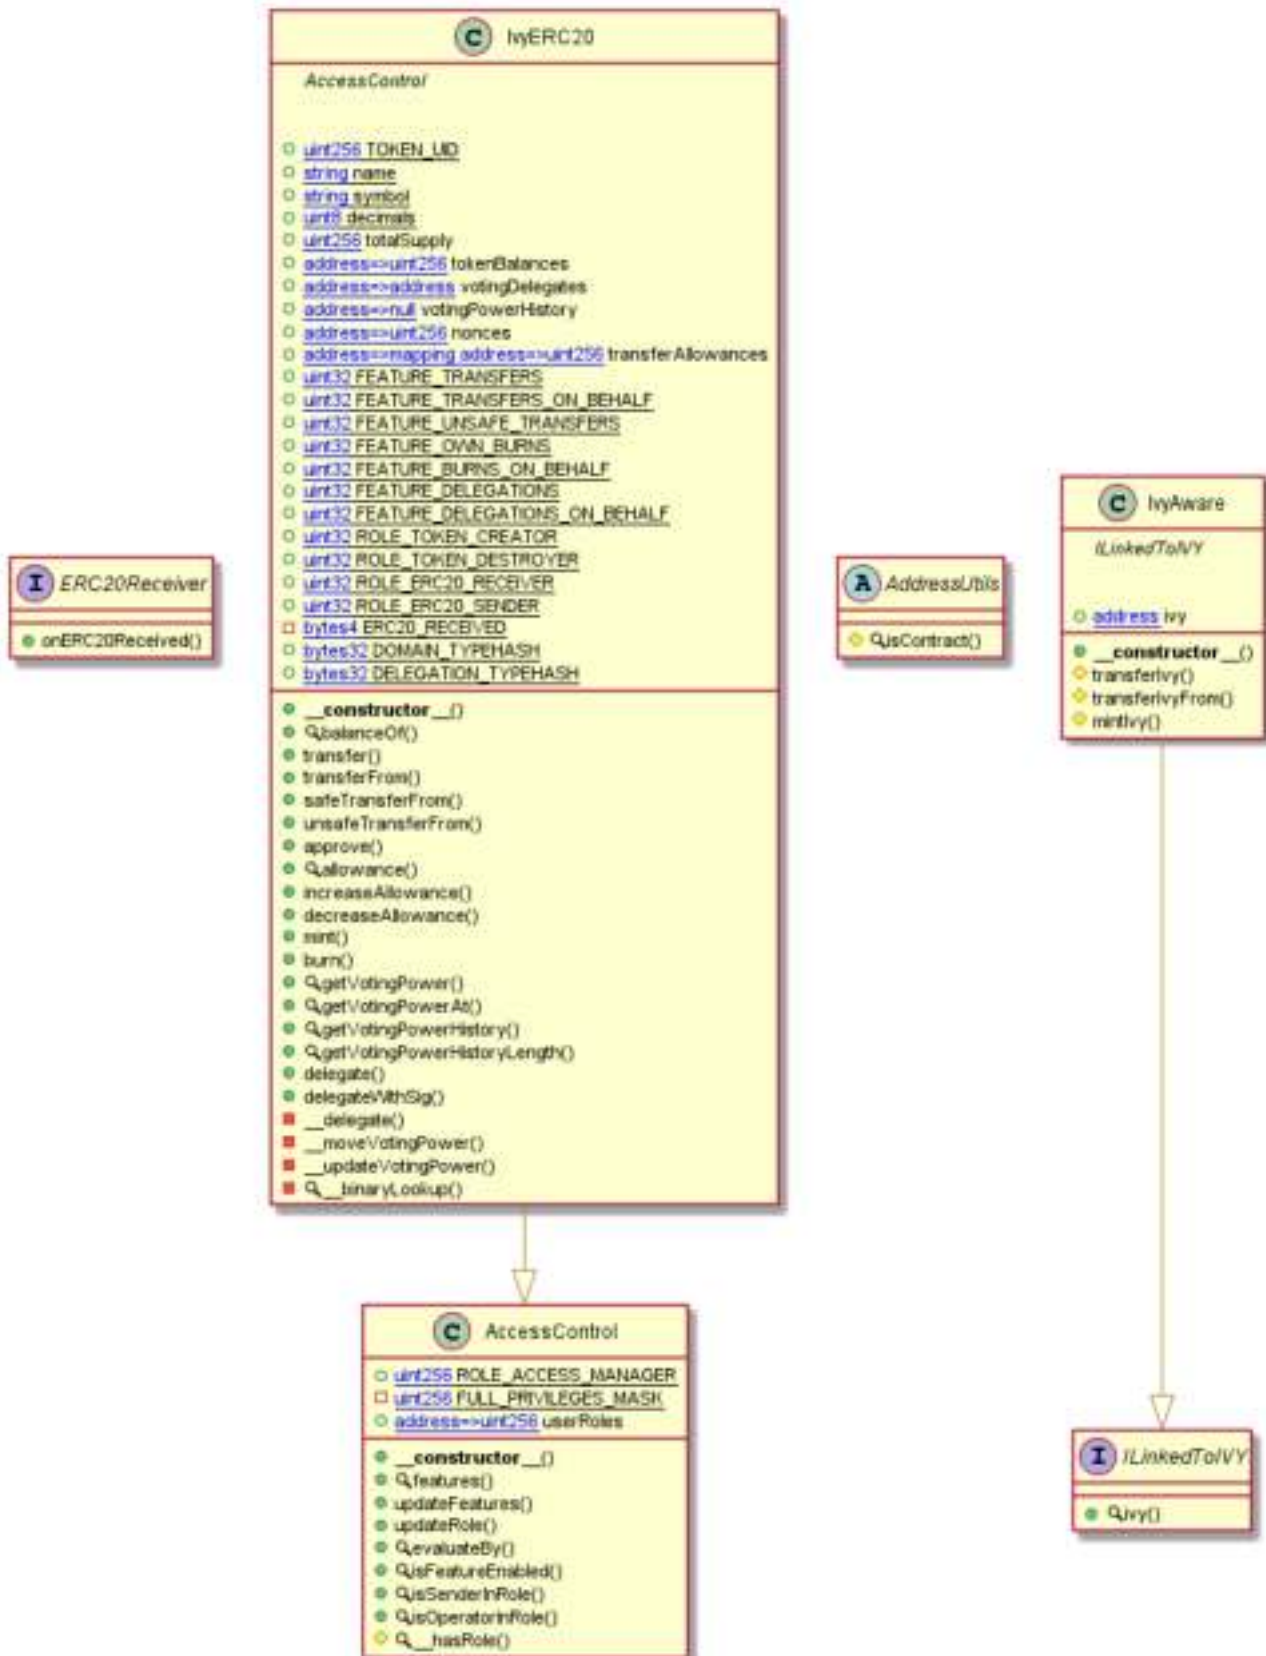 C IvyERC20
AccessControl
uint256 TOKEN_UID
string name
string symbol
uint8 decimals
uint256 totalSupply
address=>uint256 tokenBalances
address=>address votingDelegates
address=>null votingPowerHistory
address=>uint256 nonces
address=>mapping address=>uint256 transferAllowances
uint32 FEATURE_TRANSFERS
uint32 FEATURE_TRANSFERS_ON_BEHALF
uint32 FEATURE_UNSAFE_TRANSFERS
uint32 FEATURE_OWN_BURNS
uint32 FEATURE_BURNS_ON_BEHALF
uint32 FEATURE_DELEGATIONS
uint32 FEATURE_DELEGATIONS_ON_BEHALF
uint32 ROLE_TOKEN_CREATOR
uint32 ROLE_TOKEN_DESTROYER
uint32 ROLE_ERC20_RECEIVER
uint32 ROLE_ERC20_SENDER
bytes4 ERC20_RECEIVED
bytes32 DOMAIN_TYPEHASH
bytes32 DELEGATION_TYPEHASH
__constructor__()
balanceOf()
transfer()
transferFrom()
safeTransferFrom()
unsafeTransferFrom()
approve()
allowance()
increaseAllowance()
decreaseAllowance()
mint()
burn()
getVotingPower()
getVotingPowerAt()
getVotingPowerHistory()
getVotingPowerHistoryLength()
delegate()
delegateWithSig()
__delegate()
__moveVotingPower()
__updateVotingPower()
__binaryLookup()
I ERC20Receiver
onERC20Received()
A AddressUtils
isContract()
C IvyAware
ILinkedToIVY
address ivy
__constructor__()
transferIvy()
transferIvyFrom()
mintIvy()
C AccessControl
uint256 ROLE_ACCESS_MANAGER
uint256 FULL_PRIVILEGES_MASK
address=>uint256 userRoles
__constructor__()
features()
updateFeatures()
updateRole()
evaluateBy()
isFeatureEnabled()
isSenderInRole()
isOperatorInRole()
__hasRole()
I ILinkedToIVY
ivy()